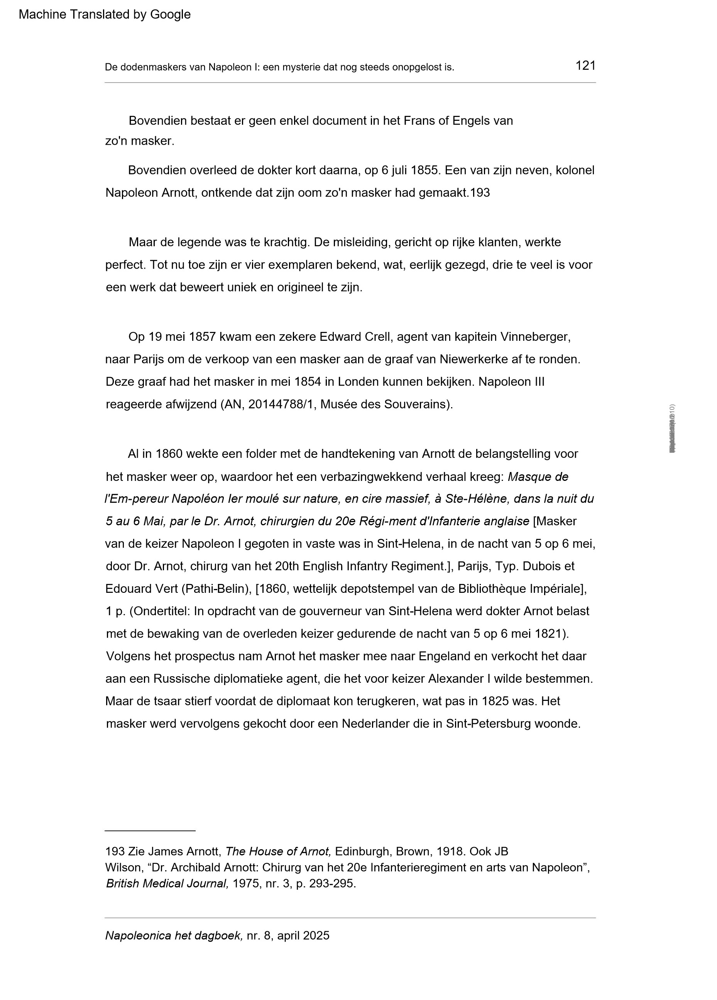 Machine Translated by Google
De dodenmaskers van Napoleon I: een mysterie dat nog steeds onopgelost is.
121
Bovendien bestaat er geen enkel document in het Frans of Engels van
zo'n masker.
Bovendien overleed de dokter kort daarna, op 6 juli 1855. Een van zijn neven, kolonel
Napoleon Arnott, ontkende dat zijn oom zo'n masker had gemaakt.193
Maar de legende was te krachtig. De misleiding, gericht op rijke klanten, werkte
perfect. Tot nu toe zijn er vier exemplaren bekend, wat, eerlijk gezegd, drie te veel is voor
een werk dat beweert uniek en origineel te zijn.
Op 19 mei 1857 kwam een zekere Edward Crell, agent van kapitein Vinneberger,
naar Parijs om de verkoop van een masker aan de graaf van Niewerkerke af te ronden.
Deze graaf had het masker in mei 1854 in Londen kunnen bekijken. Napoleon III
reageerde afwijzend (AN, 20144788/1, Musée des Souverains).
Al in 1860 wekte een folder met de handtekening van Arnott de belangstelling voor
het masker weer op, waardoor het een verbazingwekkend verhaal kreeg: Masque de
l'Em-pereur Napoléon Ier moulé sur nature, en cire massief, à Ste-Hélène, dans la nuit du
5 au 6 Mai, par le Dr. Arnot, chirurgien du 20e Régi-ment d'Infanterie anglaise [Masker
van de keizer Napoleon I gegoten in vaste was in Sint-Helena, in de nacht van 5 op 6 mei,
door Dr. Arnot, chirurg van het 20th English Infantry Regiment.], Parijs, Typ. Dubois et
Edouard Vert (Pathi-Belin), [1860, wettelijk depotstempel van de Bibliothèque Impériale],
1 p. (Ondertitel: In opdracht van de gouverneur van Sint-Helena werd dokter Arnot belast
met de bewaking van de overleden keizer gedurende de nacht van 5 op 6 mei 1821).
Volgens het prospectus nam Arnot het masker mee naar Engeland en verkocht het daar
aan een Russische diplomatieke agent, die het voor keizer Alexander I wilde bestemmen.
Maar de tsaar stierf voordat de diplomaat kon terugkeren, wat pas in 1825 was. Het
masker werd vervolgens gekocht door een Nederlander die in Sint-Petersburg woonde.
193 Zie James Arnott, The House of Arnot, Edinburgh, Brown, 1918. Ook JB
Wilson, “Dr. Archibald Arnott: Chirurg van het 20e Infanterieregiment en arts van Napoleon”,
British Medical Journal, 1975, nr. 3, p. 293-295.
Napoleonica het dagboek, nr. 8, april 2025